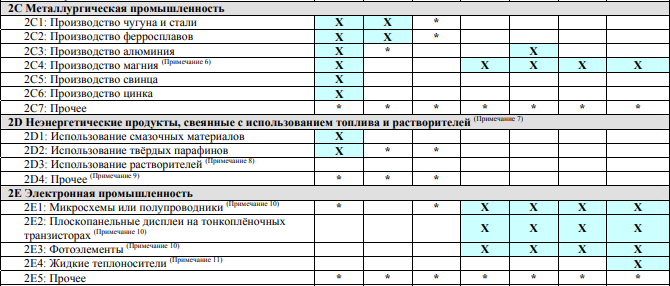 2C Металлургическая промышленность
2C1: Производство чугуна и стали X X *
2C2: Производство ферросплавов X X *
2C3: Производство алюминия X * X
2C4: Производство магния (Примечание 6) X X X X X
2C5: Производство свинца X
2C6: Производство цинка X
2C7: Прочее * * * * * * *
2D Неэнергетические продукты, свеянные с использованием топлива и растворителей (Примечание 7)
2D1: Использование смазочных материалов X
2D2: Использование твёрдых парафинов X * *
2D3: Использование растворителей (Примечание 8)
2D4: Прочее (Примечание 9) * * *
2E Электронная промышленность
2E1: Микросхемы или полупроводники (Примечание 10) * * X X X X
2E2: Плоскопанельные дисплеи на тонкоплёночных
транзисторах (Примечание 10) X X X X
2E3: Фотоэлементы (Примечание 10) X X X X
2E4: Жидкие теплоносители (Примечание 11) X
2E5: Прочее * * * * * * *